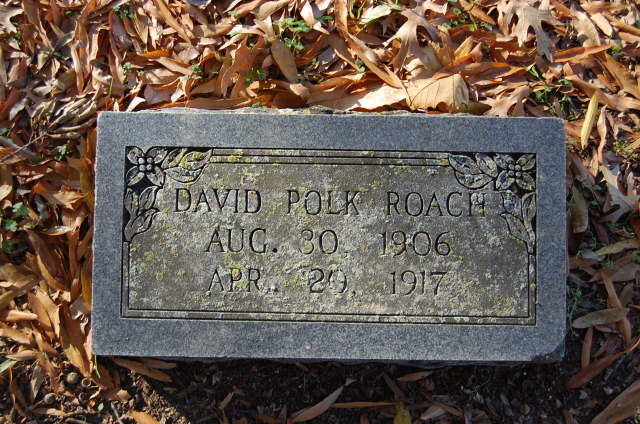 DAVID POLK ROACH
AUG. 30, 1906
APR. 20, 1917